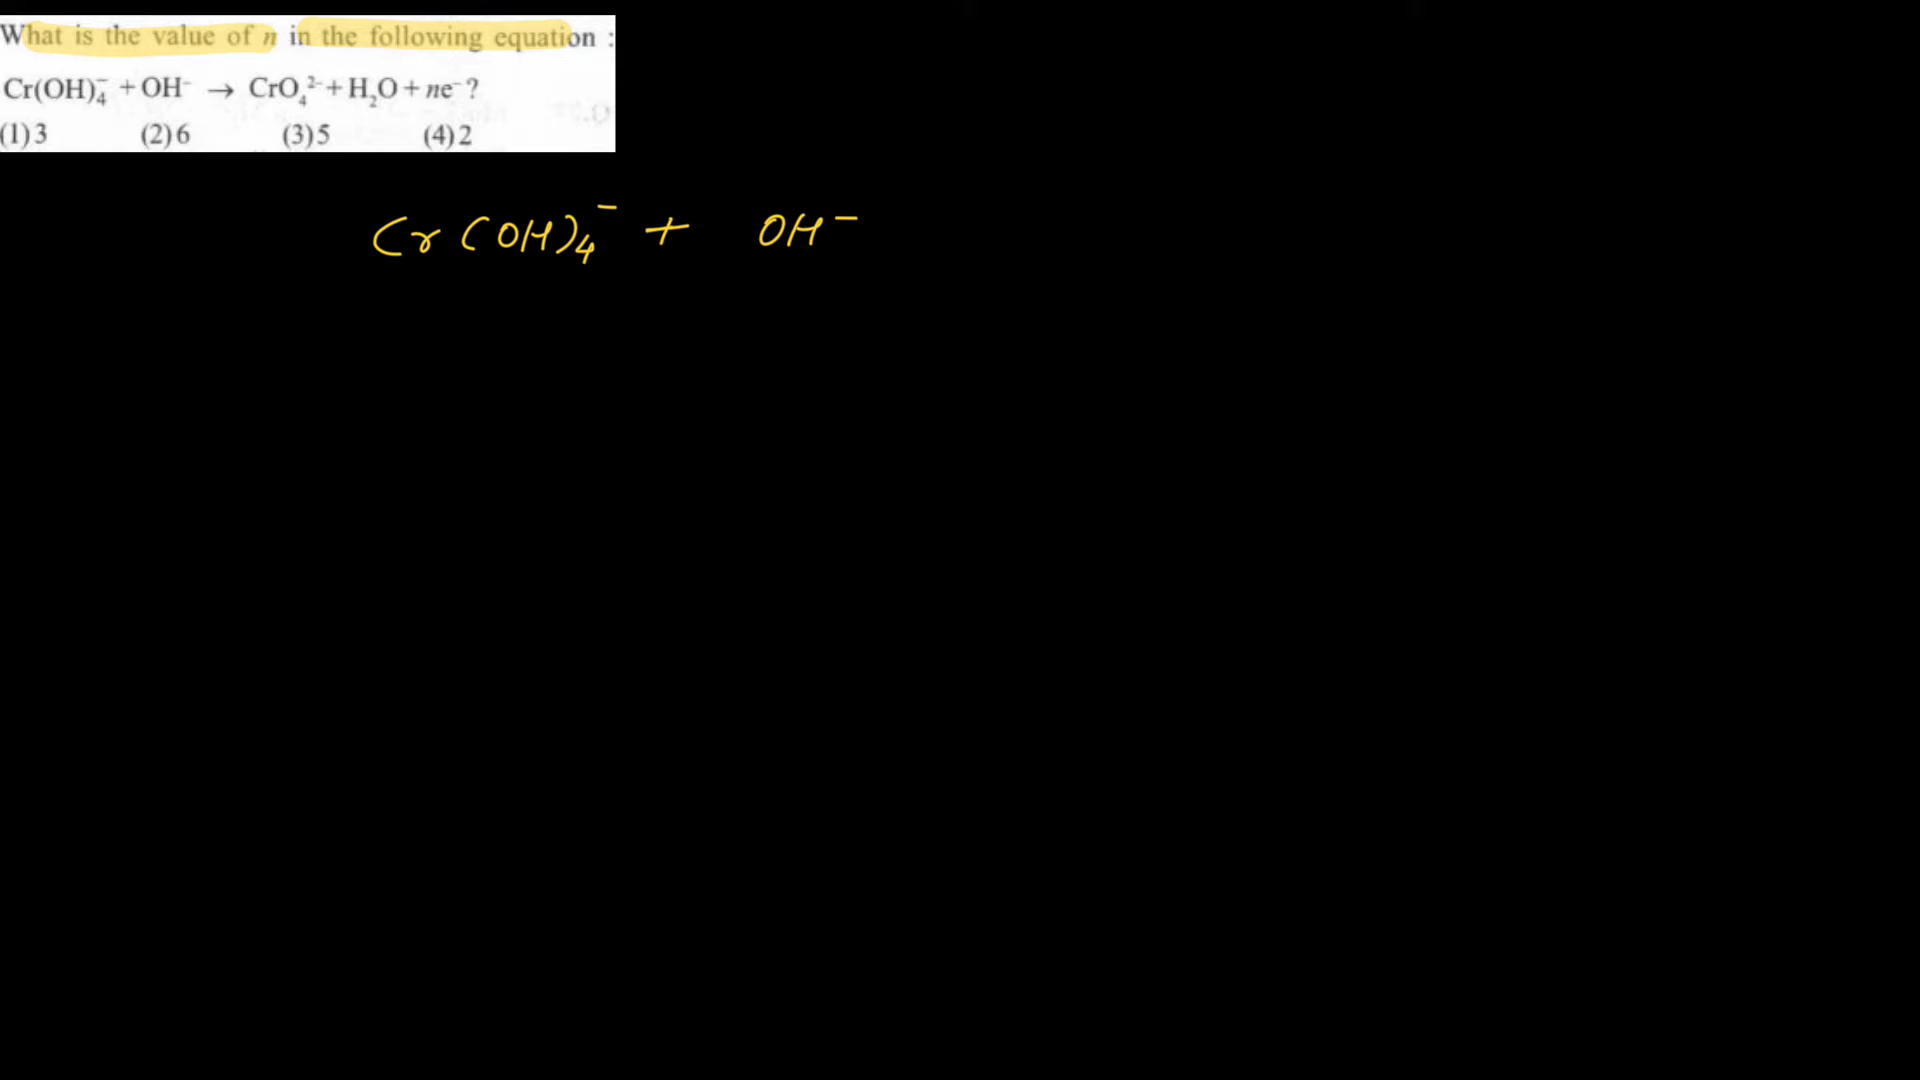 What is the value of n in the following equation :
Cr(OH)₄⁻ + OH⁻ → CrO₄²⁻ + H₂O + ne⁻ ?
(1) 3 (2) 6 (3) 5 (4) 2
Cr(OH)₄⁻ + OH⁻